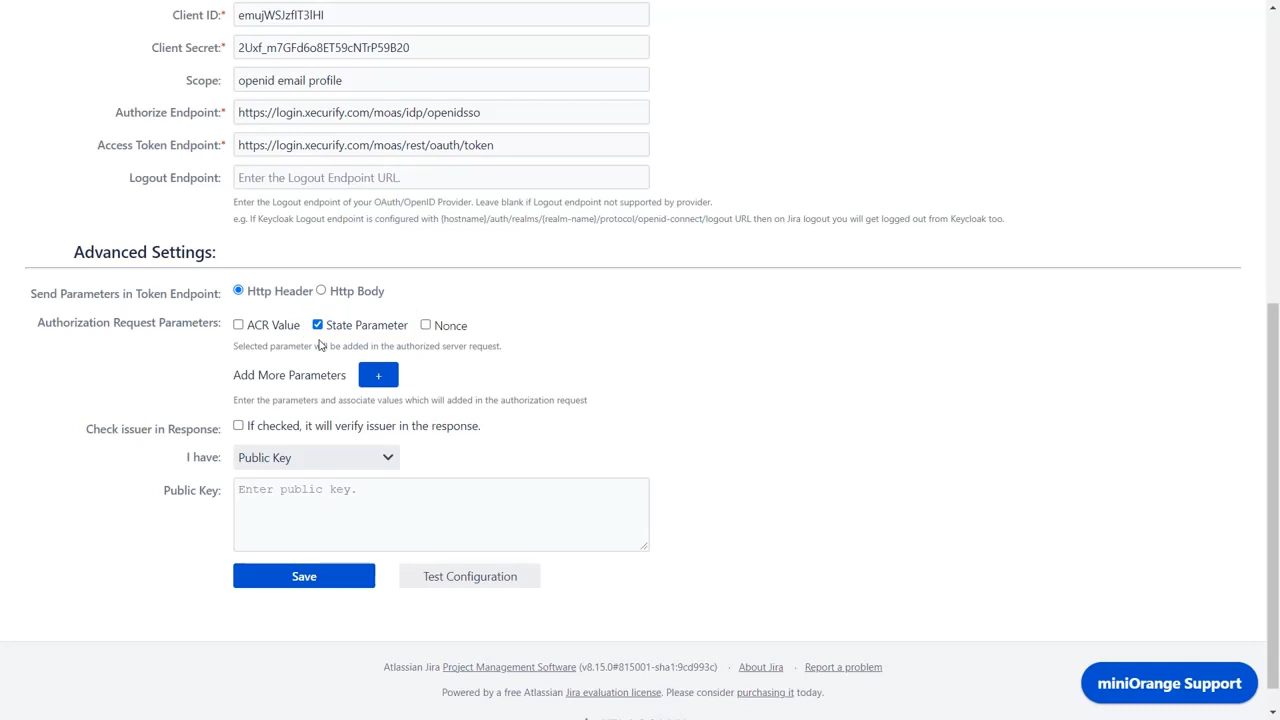 Client ID:* emujWSJzfIT3lHI
Client Secret:* 2Uxf_m7GFd6o8ET59cNTrP59B20
Scope: openid email profile
Authorize Endpoint:* https://login.xecurify.com/moas/idp/openidsso
Access Token Endpoint:* https://login.xecurify.com/moas/rest/oauth/token
Logout Endpoint: Enter the Logout Endpoint URL.
Enter the Logout endpoint of your OAuth/OpenID Provider. Leave blank if Logout endpoint not supported by provider.
e.g. If Keycloak Logout endpoint is configured with {hostname}/auth/realms/{realm-name}/protocol/openid-connect/logout URL then on Jira logout you will get logged out from Keycloak too.
Advanced Settings:
Send Parameters in Token Endpoint: Http Header Http Body
Authorization Request Parameters: ACR Value State Parameter Nonce
Selected parameter will be added in the authorized server request.
Add More Parameters +
Enter the parameters and associate values which will added in the authorization request
Check issuer in Response: If checked, it will verify issuer in the response.
I have: Public Key
Public Key: Enter public key.
Save Test Configuration
Atlassian Jira Project Management Software (v8.15.0#815001-sha1:9cd993c) · About Jira · Report a problem
Powered by a free Atlassian Jira evaluation license. Please consider purchasing it today.
miniOrange Support